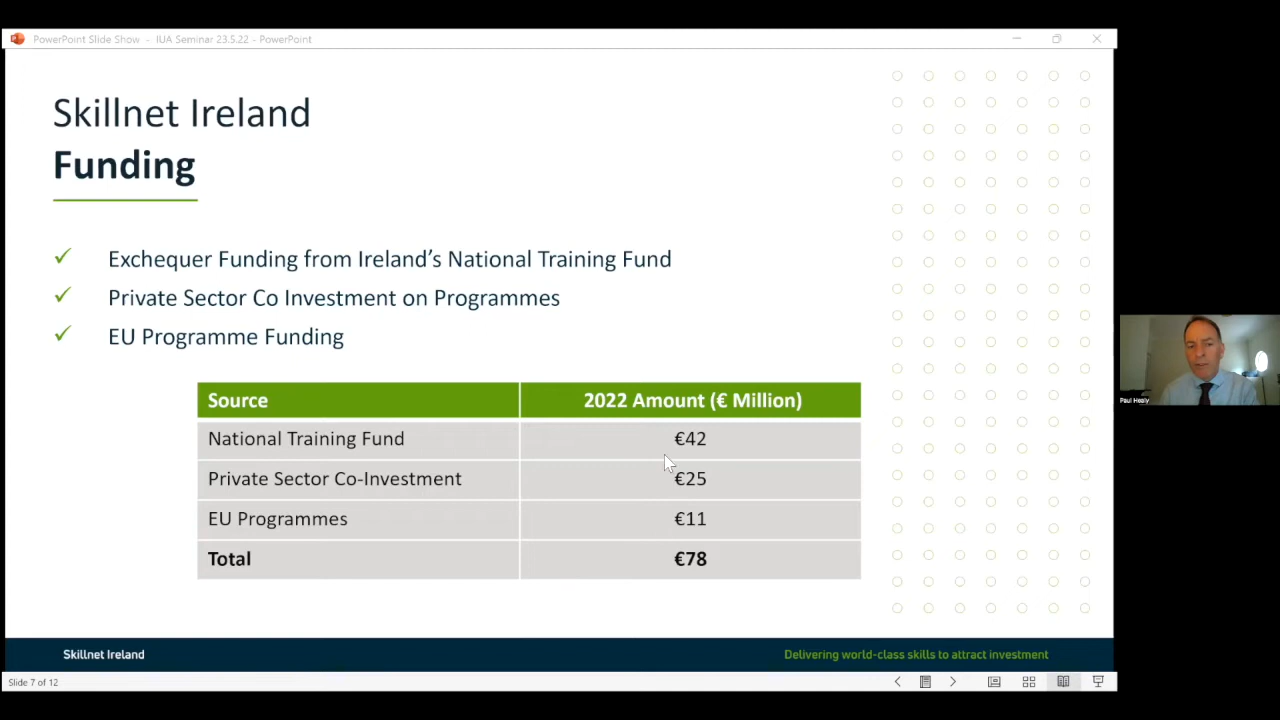 PowerPoint Slide Show - IUA Seminar 23.5.22 - PowerPoint
Skillnet Ireland
Funding
✓ Exchequer Funding from Ireland’s National Training Fund
✓ Private Sector Co Investment on Programmes
✓ EU Programme Funding
Source 2022 Amount (€ Million)
National Training Fund €42
Private Sector Co-Investment €25
EU Programmes €11
Total €78
Paul Healy
Skillnet Ireland Delivering world-class skills to attract investment
Slide 7 of 12